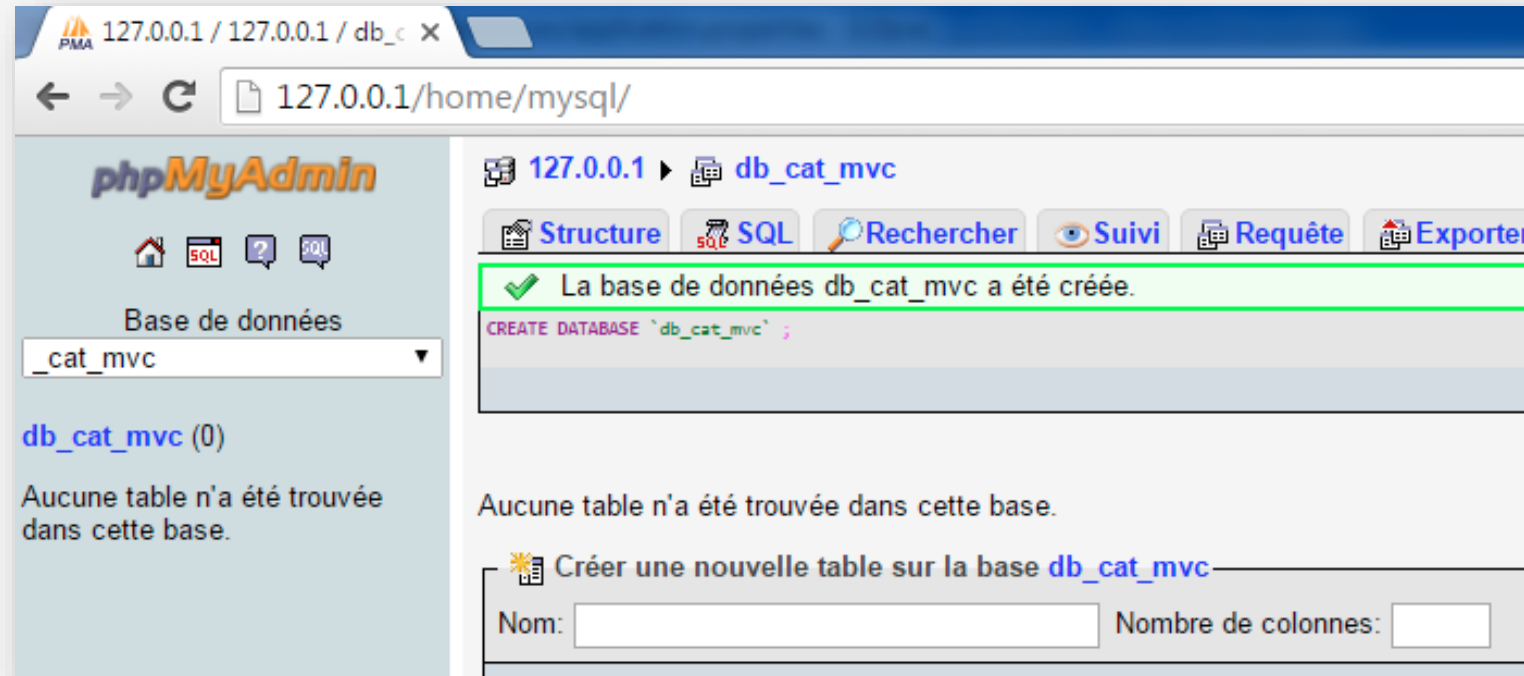 PMA 127.0.0.1 / 127.0.0.1 / db_c
127.0.0.1/home/mysql/
phpMyAdmin
SQL ? SQL
Base de données
_cat_mvc
db_cat_mvc (0)
Aucune table n'a été trouvée
dans cette base.
127.0.0.1 db_cat_mvc
Structure SQL Rechercher Suivi Requête Exporter
La base de données db_cat_mvc a été créée.
CREATE DATABASE `db_cat_mvc` ;
Aucune table n'a été trouvée dans cette base.
Créer une nouvelle table sur la base db_cat_mvc
Nom: Nombre de colonnes: